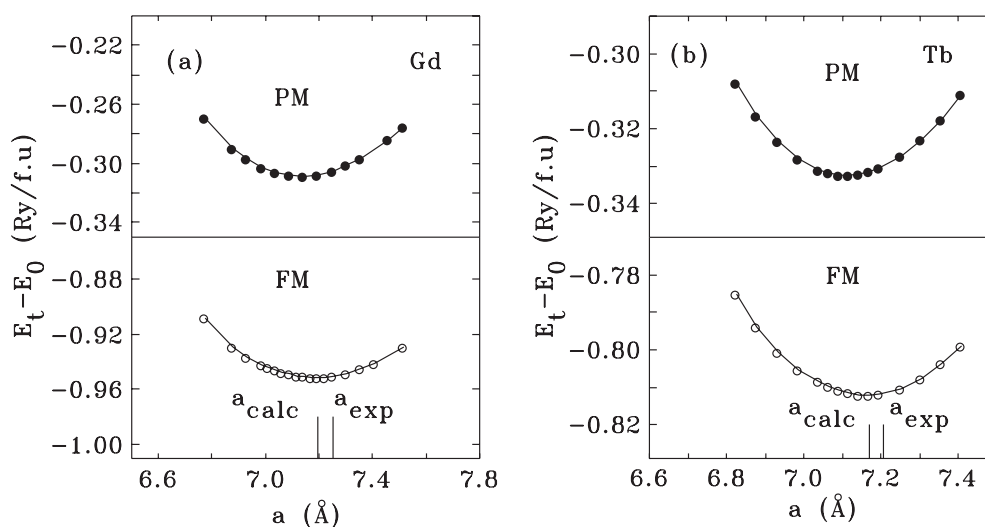 (a) Gd
PM
−0.22
−0.26
−0.30
−0.34
E_t−E_0 (Ry/f.u)
FM
−0.88
−0.92
−0.96
−1.00
a_calc a_exp
6.6 7.0 7.4 7.8
a (Å)
(b) Tb
PM
−0.30
−0.32
−0.34
E_t−E_0 (Ry/f.u)
FM
−0.78
−0.80
−0.82
a_calc a_exp
6.6 6.8 7.0 7.2 7.4
a (Å)